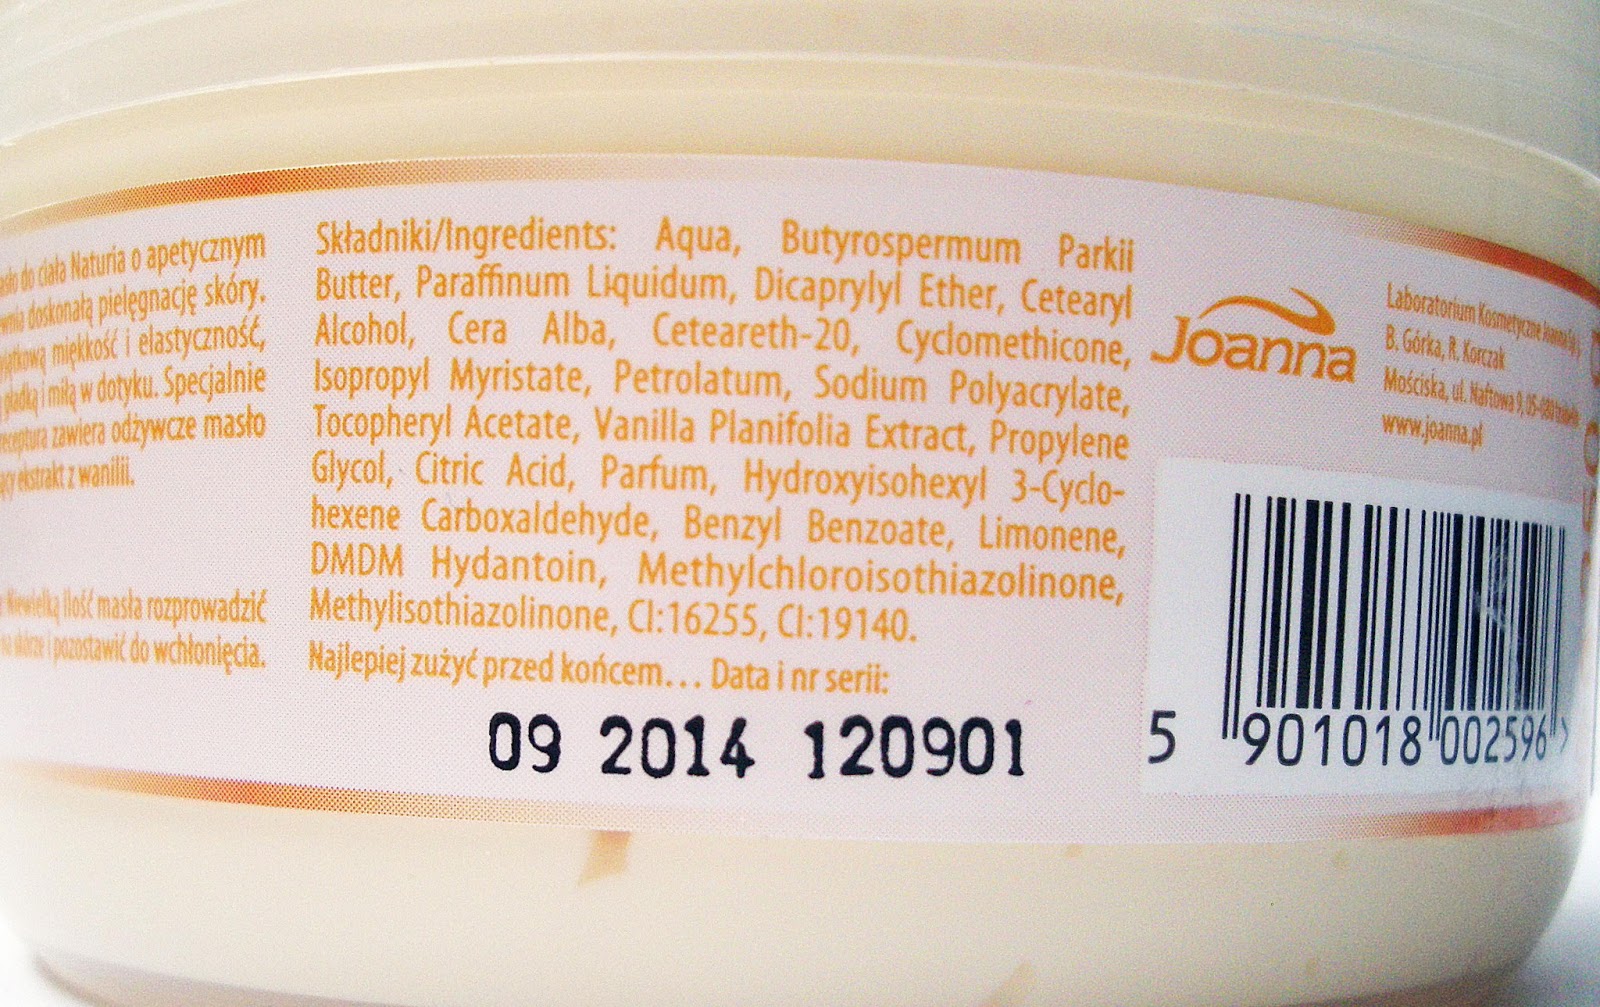 do ciała Naturia o apetycznym
doskonałą pielęgnację skóry.
miękkość i elastyczność,
gładką i miłą w dotyku. Specjalnie
receptura zawiera odżywcze masło
ekstrakt z wanilii.
Niewielką ilość masła rozprowadzić
na skórze i pozostawić do wchłonięcia.
Składniki/Ingredients: Aqua, Butyrospermum Parkii
Butter, Paraffinum Liquidum, Dicaprylyl Ether, Cetearyl
Alcohol, Cera Alba, Ceteareth-20, Cyclomethicone,
Isopropyl Myristate, Petrolatum, Sodium Polyacrylate,
Tocopheryl Acetate, Vanilla Planifolia Extract, Propylene
Glycol, Citric Acid, Parfum, Hydroxyisohexyl 3-Cyclo-
hexene Carboxaldehyde, Benzyl Benzoate, Limonene,
DMDM Hydantoin, Methylchloroisothiazolinone,
Methylisothiazolinone, CI:16255, CI:19140.
Najlepiej zużyć przed końcem... Data i nr serii:
09 2014 120901
Joanna
Laboratorium Kosmetyczne Joanna
B. Górka, R. Korczak
Mościska, ul. Naftowa 9,
www.joanna.pl
5 901018 002596 >